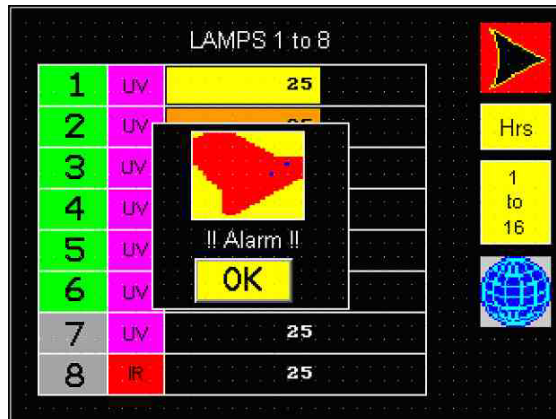 LAMPS 1 to 8
1 UV 25
2 UV
3 UV
4 UV
5 UV
6 UV
7 UV 25
8 IR 25
!! Alarm !!
OK
Hrs
1
to
16